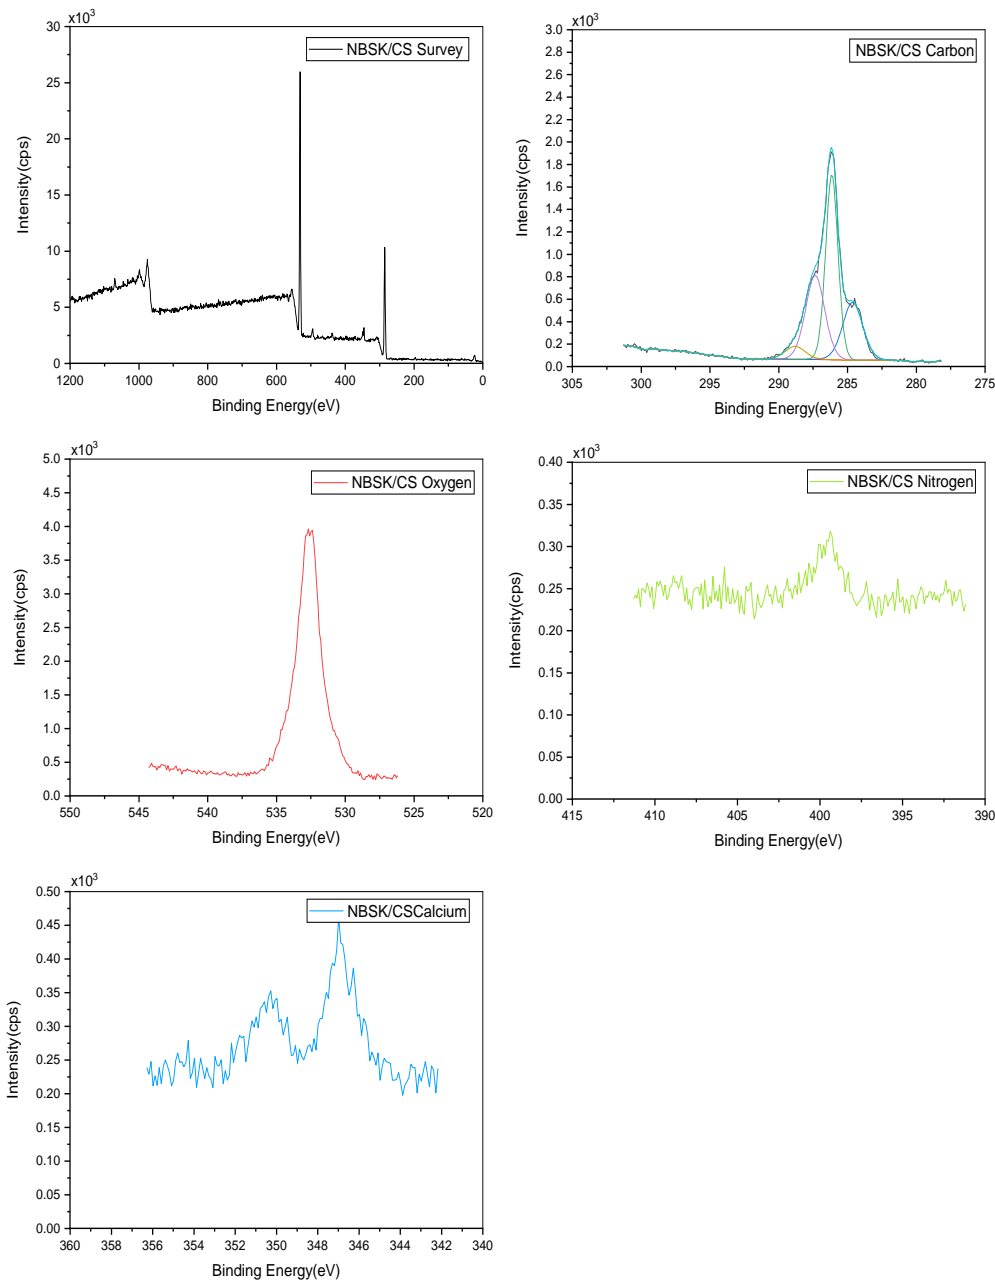 x10³
30
25
20
15
10
5
0
1200 1000 800 600 400 200 0
Intensity(cps)
Binding Energy(eV)
NBSK/CS Survey
x10³
3.0
2.8
2.6
2.4
2.2
2.0
1.8
1.6
1.4
1.2
1.0
0.8
0.6
0.4
0.2
0.0
305 300 295 290 285 280 275
Intensity(cps)
Binding Energy(eV)
NBSK/CS Carbon
x10³
5.0
4.5
4.0
3.5
3.0
2.5
2.0
1.5
1.0
0.5
0.0
550 545 540 535 530 525 520
Intensity(cps)
Binding Energy(eV)
NBSK/CS Oxygen
x10³
0.40
0.35
0.30
0.25
0.20
0.15
0.10
0.05
0.00
415 410 405 400 395 390
Intensity(cps)
Binding Energy(eV)
NBSK/CS Nitrogen
x10³
0.50
0.45
0.40
0.35
0.30
0.25
0.20
0.15
0.10
0.05
0.00
360 358 356 354 352 350 348 346 344 342 340
Intensity(cps)
Binding Energy(eV)
NBSK/CSCalcium